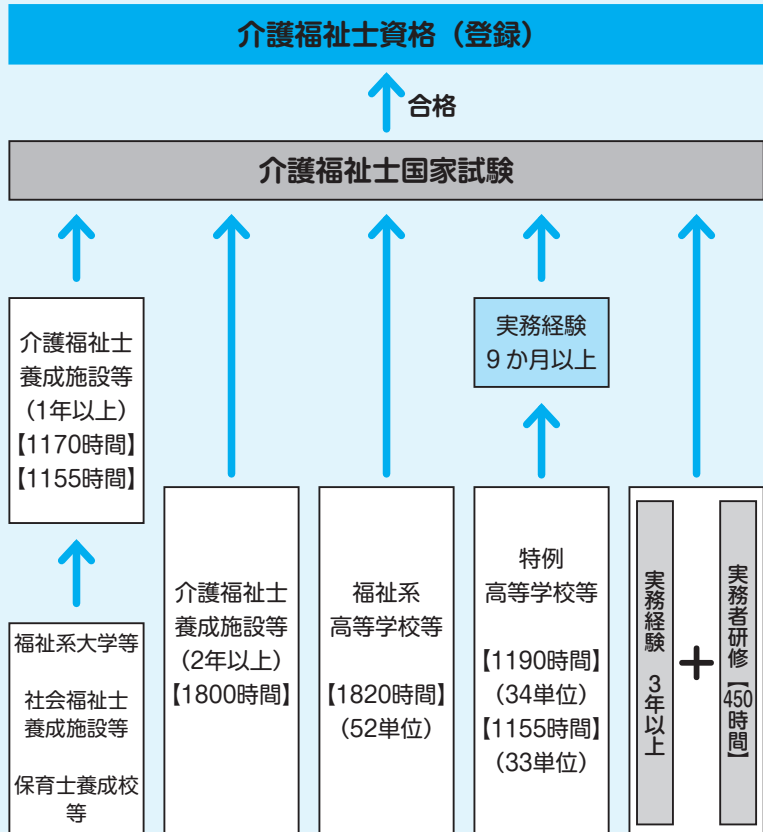 介護福祉士資格（登録）
合格
介護福祉士国家試験
介護福祉士
養成施設等
（1年以上）
【1170時間】
【1155時間】
福祉系大学等
社会福祉士
養成施設等
保育士養成校
等
介護福祉士
養成施設等
（2年以上）
【1800時間】
福祉系
高等学校等
【1820時間】
（52単位）
実務経験
9か月以上
特例
高等学校等
【1190時間】
（34単位）
【1155時間】
（33単位）
実務経験 3年以上
+
実務者研修【450時間】